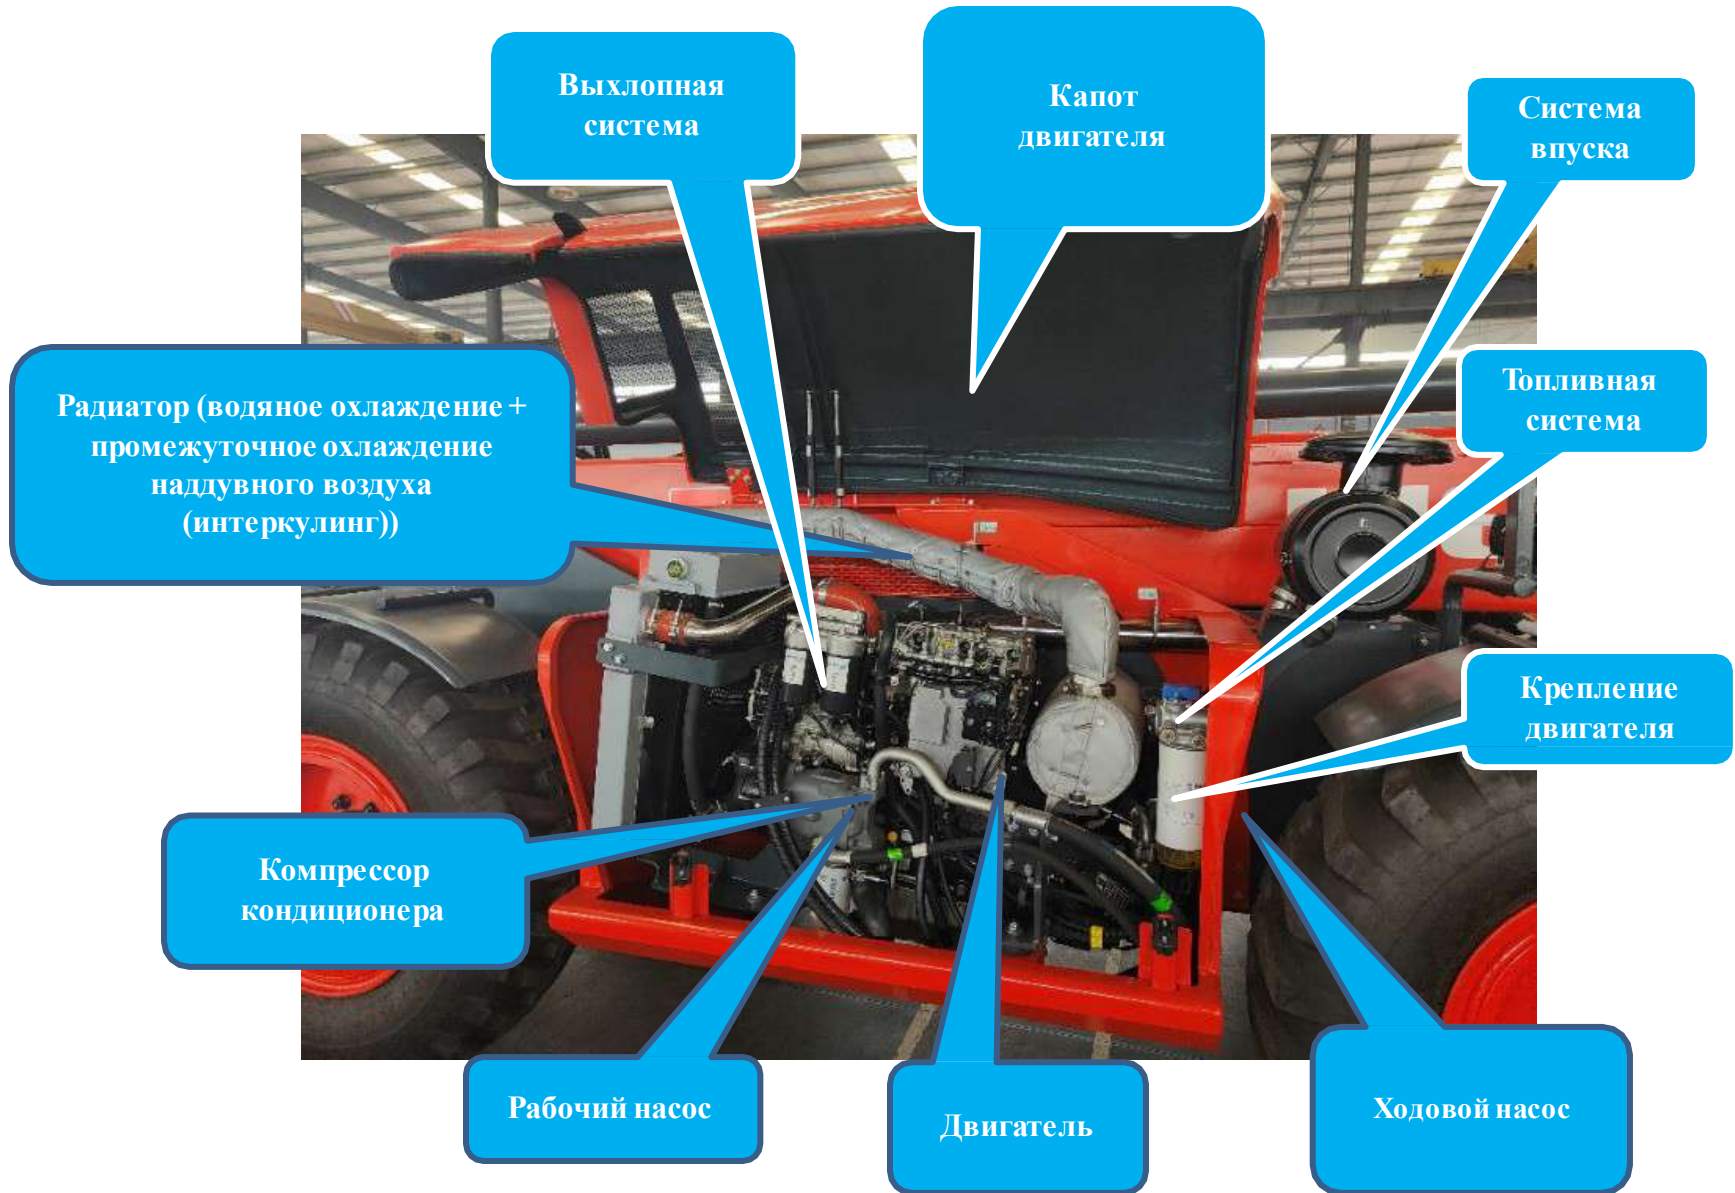 Выхлопная
система
Капот
двигателя
Система
впуска
Радиатор (водяное охлаждение +
промежуточное охлаждение
наддувного воздуха
(интеркулинг))
Топливная
система
Крепление
двигателя
Компрессор
кондиционера
Рабочий насос
Двигатель
Ходовой насос